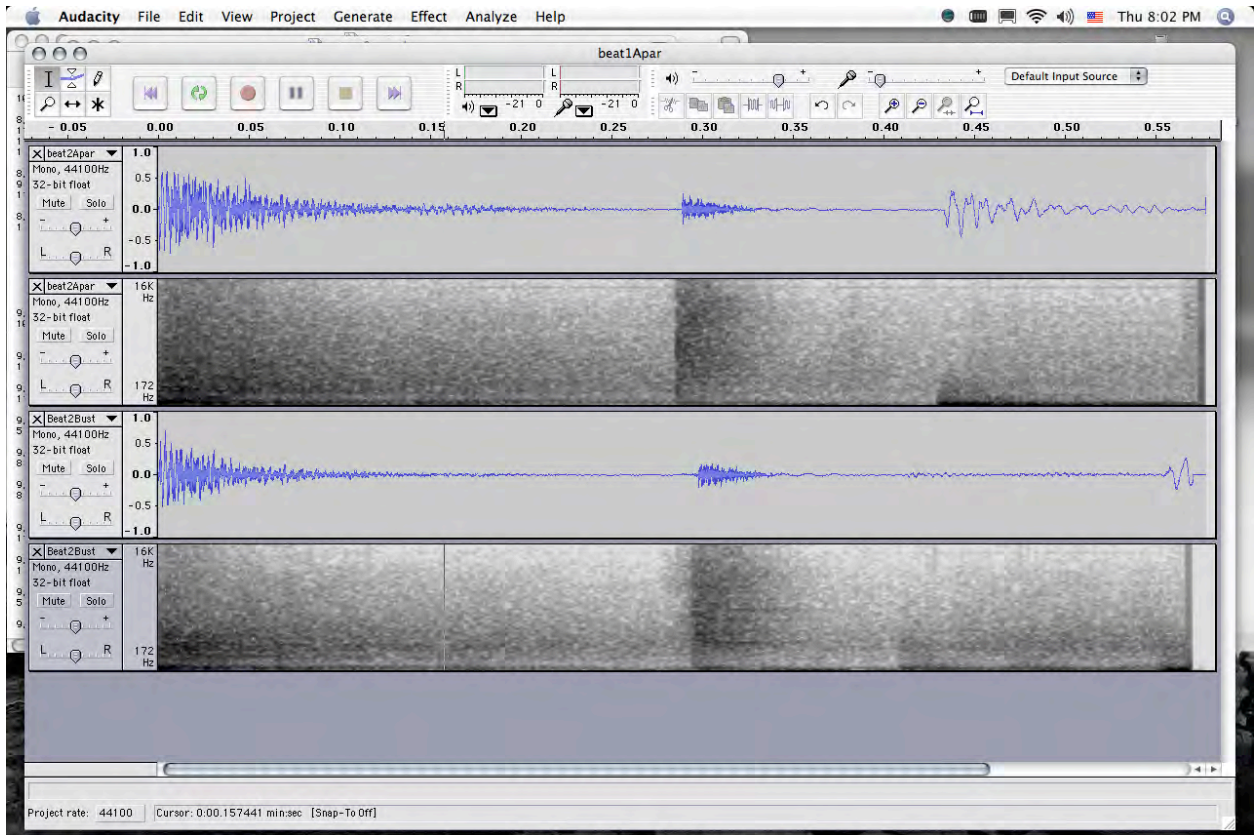 Audacity File Edit View Project Generate Effect Analyze Help Thu 8:02 PM
beat1Apar
L L
R R
-21 0 -21 0
- + - + Default Input Source
- 0.05 0.00 0.05 0.10 0.15 0.20 0.25 0.30 0.35 0.40 0.45 0.50 0.55
X beat2Apar 1.0
Mono, 44100Hz
32-bit float 0.5
Mute Solo
- + 0.0
-0.5
L R
-1.0
X beat2Apar 16K
Mono, 44100Hz Hz
32-bit float
Mute Solo
- +
L R 172
Hz
X Beat2Bust 1.0
Mono, 44100Hz
32-bit float 0.5
Mute Solo
- + 0.0
-0.5
L R
-1.0
X Beat2Bust 16K
Mono, 44100Hz Hz
32-bit float
Mute Solo
- +
L R 172
Hz
Project rate: 44100 Cursor: 0:00.157441 min:sec [Snap-To Off]